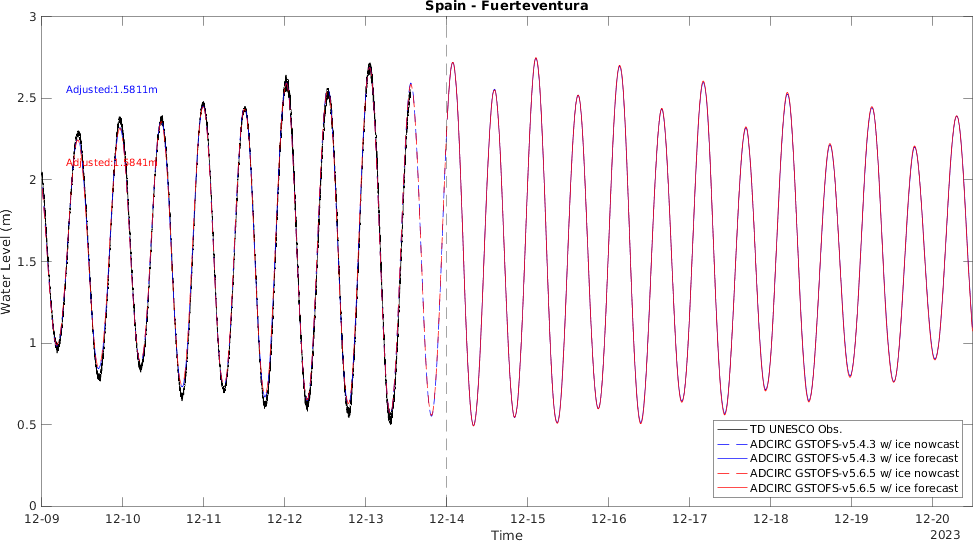 Spain - Fuerteventura
3
2.5
2
1.5
1
0.5
0
Water Level (m)
Adjusted:1.5811m
Adjusted:1.5841m
TD UNESCO Obs.
ADCIRC GSTOFS-v5.4.3 w/ ice nowcast
ADCIRC GSTOFS-v5.4.3 w/ ice forecast
ADCIRC GSTOFS-v5.6.5 w/ ice nowcast
ADCIRC GSTOFS-v5.6.5 w/ ice forecast
12-09 12-10 12-11 12-12 12-13 12-14 12-15 12-16 12-17 12-18 12-19 12-20
2023
Time